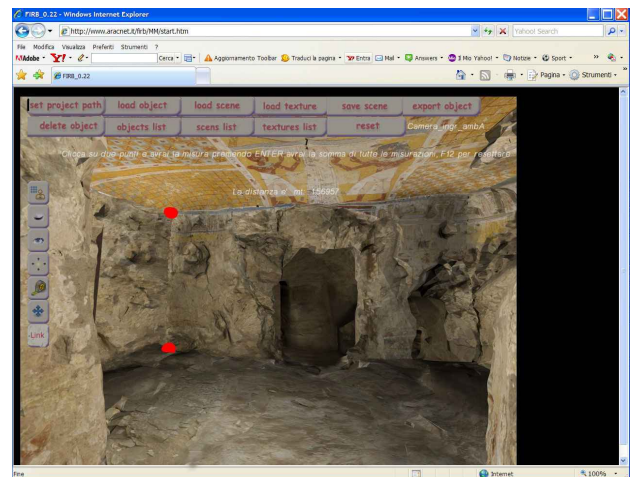 FIRB_0.22 - Windows Internet Explorer
http://www.aracnet.it/firb/MM/start.htm
Yahoo! Search
File Modifica Visualizza Preferiti Strumenti ?
Adobe Y! Cerca Aggiornamento Toolbar Traduci la pagina Entra Mail Answers Il Mio Yahoo! Notizie Sport »
FIRB_0.22
Pagina Strumenti
set project path load object load scene load texture save scene export object
delete object objects list scens list textures list reset Camera_ingr_ambA
Clicca su due punti e avrai la misura premendo ENTER avrai la somma di tutte le misurazioni, F12 per resettare
La distanza e' mt.
Link
Fine
Internet
100%